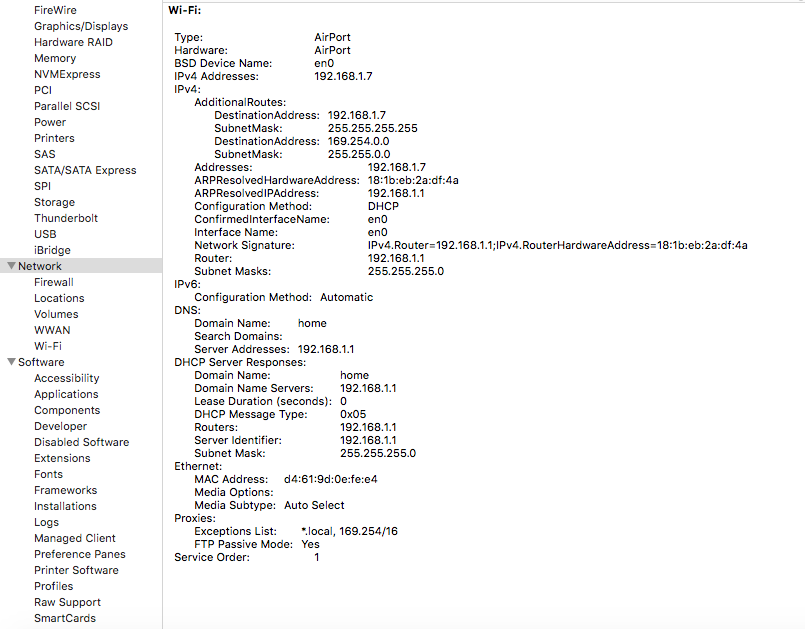 FireWire
Graphics/Displays
Hardware RAID
Memory
NVMExpress
PCI
Parallel SCSI
Power
Printers
SAS
SATA/SATA Express
SPI
Storage
Thunderbolt
USB
iBridge
Network
Firewall
Locations
Volumes
WWAN
Wi-Fi
Software
Accessibility
Applications
Components
Developer
Disabled Software
Extensions
Fonts
Frameworks
Installations
Logs
Managed Client
Preference Panes
Printer Software
Profiles
Raw Support
SmartCards
Wi-Fi:
Type: AirPort
Hardware: AirPort
BSD Device Name: en0
IPv4 Addresses: 192.168.1.7
IPv4:
AdditionalRoutes:
DestinationAddress: 192.168.1.7
SubnetMask: 255.255.255.255
DestinationAddress: 169.254.0.0
SubnetMask: 255.255.0.0
Addresses: 192.168.1.7
ARPResolvedHardwareAddress: 18:1b:eb:2a:df:4a
ARPResolvedIPAddress: 192.168.1.1
Configuration Method: DHCP
ConfirmedInterfaceName: en0
Interface Name: en0
Network Signature: IPv4.Router=192.168.1.1;IPv4.RouterHardwareAddress=18:1b:eb:2a:df:4a
Router: 192.168.1.1
Subnet Masks: 255.255.255.0
IPv6:
Configuration Method: Automatic
DNS:
Domain Name: home
Search Domains:
Server Addresses: 192.168.1.1
DHCP Server Responses:
Domain Name: home
Domain Name Servers: 192.168.1.1
Lease Duration (seconds): 0
DHCP Message Type: 0x05
Routers: 192.168.1.1
Server Identifier: 192.168.1.1
Subnet Mask: 255.255.255.0
Ethernet:
MAC Address: d4:61:9d:0e:fe:e4
Media Options:
Media Subtype: Auto Select
Proxies:
Exceptions List: *.local, 169.254/16
FTP Passive Mode: Yes
Service Order: 1